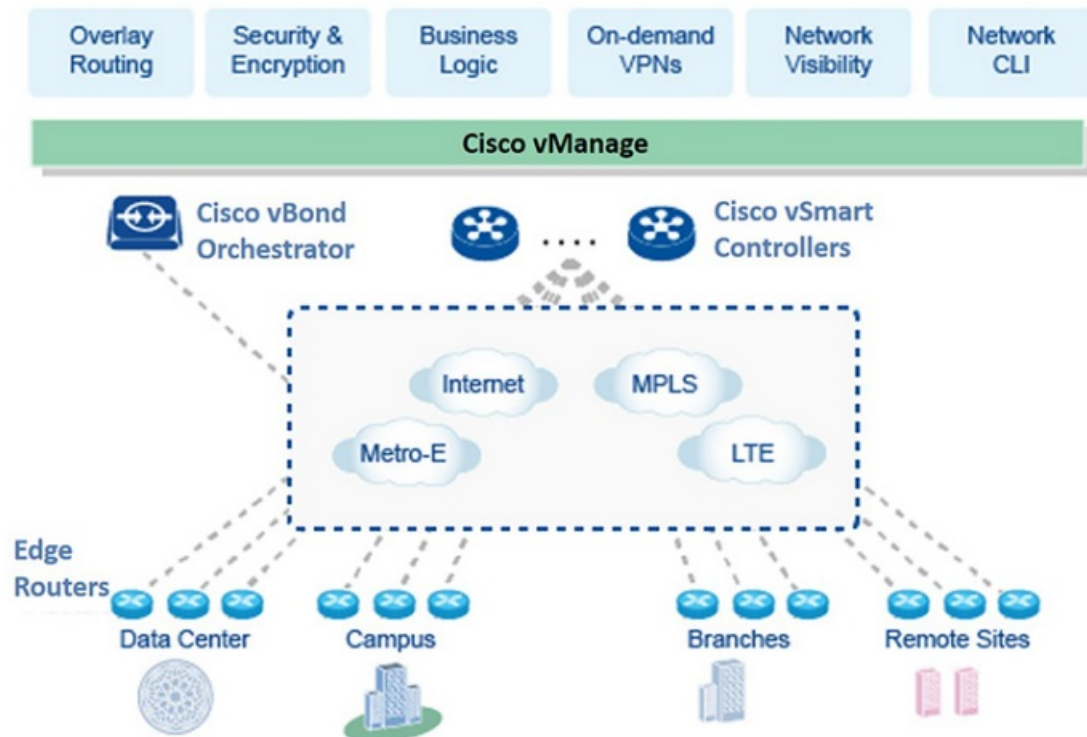 Overlay
Routing
Security &
Encryption
Business
Logic
On-demand
VPNs
Network
Visibility
Network
CLI
Cisco vManage
Cisco vBond
Orchestrator
....
Cisco vSmart
Controllers
Internet
MPLS
Metro-E
LTE
Edge
Routers
Data Center
Campus
Branches
Remote Sites